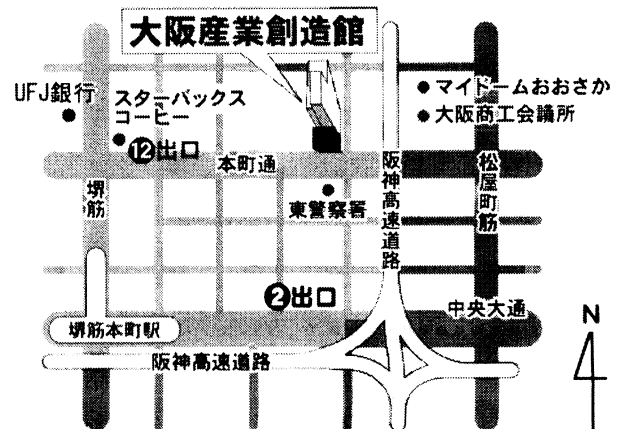 大阪産業創造館
UFJ銀行
スターバックス
コーヒー
⓬出口
本町通
マイドームおおさか
大阪商工会議所
堺筋
東警察署
阪神高速道路
松屋町筋
❷出口
中央大通
堺筋本町駅
阪神高速道路
N